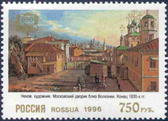 Неизв. художник. Московский дворик близ Волхонки. Конец 1830-х гг.
РОССИЯ ROSSIJA 1996 750 РУБ.